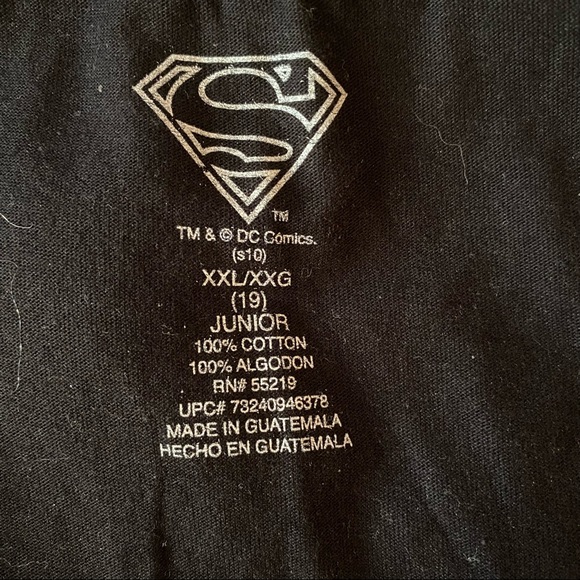 S
TM
TM & © DC Comics.
(s10)
XXL/XXG
(19)
JUNIOR
100% COTTON
100% ALGODON
RN# 55219
UPC# 73240946378
MADE IN GUATEMALA
HECHO EN GUATEMALA